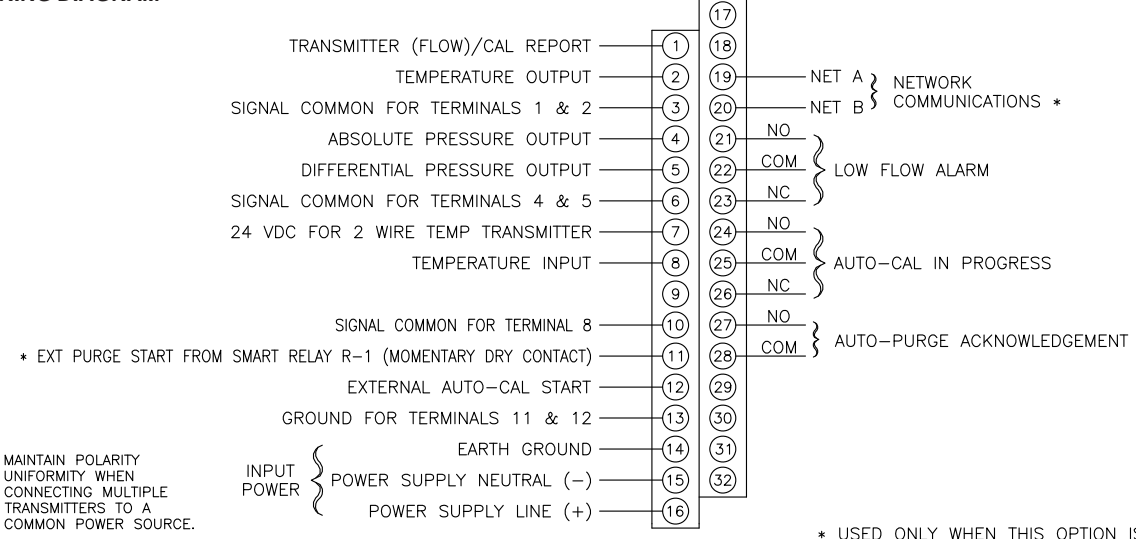 17
TRANSMITTER (FLOW)/CAL REPORT 1 18
TEMPERATURE OUTPUT 2 19 NET A NETWORK
SIGNAL COMMON FOR TERMINALS 1 & 2 3 20 NET B COMMUNICATIONS *
ABSOLUTE PRESSURE OUTPUT 4 21 NO
DIFFERENTIAL PRESSURE OUTPUT 5 22 COM LOW FLOW ALARM
SIGNAL COMMON FOR TERMINALS 4 & 5 6 23 NC
24 VDC FOR 2 WIRE TEMP TRANSMITTER 7 24 NO
TEMPERATURE INPUT 8 25 COM AUTO-CAL IN PROGRESS
9 26 NC
SIGNAL COMMON FOR TERMINAL 8 10 27 NO
* EXT PURGE START FROM SMART RELAY R-1 (MOMENTARY DRY CONTACT) 11 28 COM AUTO-PURGE ACKNOWLEDGEMENT
EXTERNAL AUTO-CAL START 12 29
GROUND FOR TERMINALS 11 & 12 13 30
EARTH GROUND 14 31
INPUT POWER
POWER SUPPLY NEUTRAL (-) 15 32
POWER SUPPLY LINE (+) 16
MAINTAIN POLARITY
UNIFORMITY WHEN
CONNECTING MULTIPLE
TRANSMITTERS TO A
COMMON POWER SOURCE.
* USED ONLY WHEN THIS OPTION IS